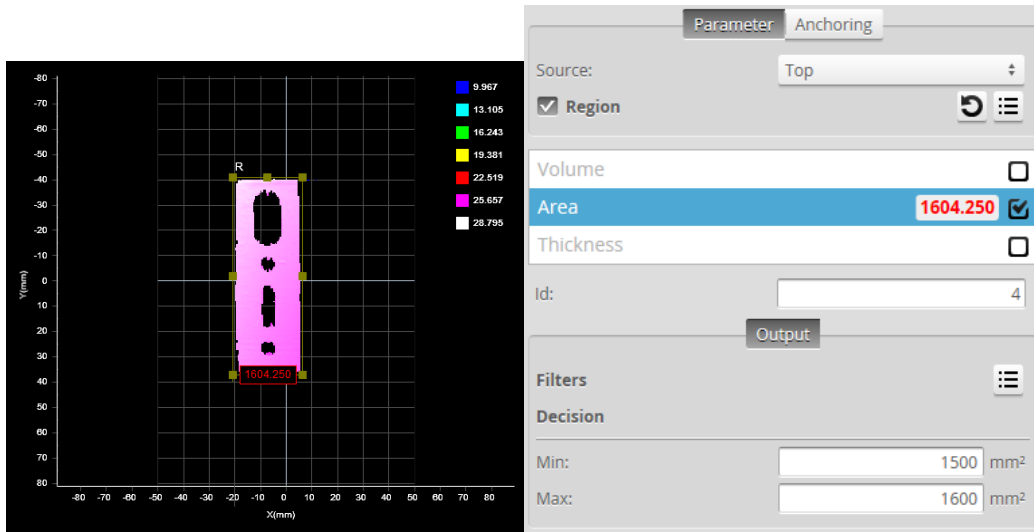 -80
-70
-60
-50
-40
-30
-20
-10
0
10
20
30
40
50
60
70
80
Y(mm)
-80 -70 -60 -50 -40 -30 -20 -10 0 10 20 30 40 50 60 70 80
X(mm)
R
1604.250
9.967
13.105
16.243
19.381
22.519
25.657
28.795
Parameter Anchoring
Source: Top
Region
Volume
Area 1604.250
Thickness
Id: 4
Output
Filters
Decision
Min: 1500 mm²
Max: 1600 mm²